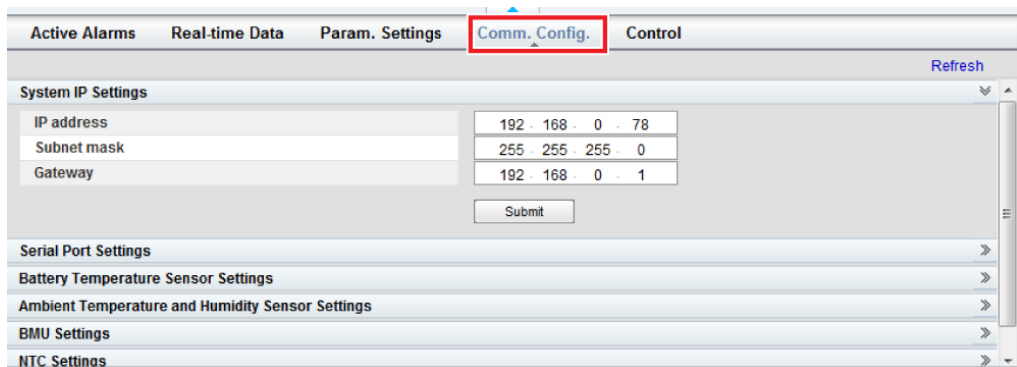 Active Alarms Real-time Data Param. Settings Comm. Config. Control
Refresh
System IP Settings
IP address 192 . 168 . 0 . 78
Subnet mask 255 . 255 . 255 . 0
Gateway 192 . 168 . 0 . 1
Submit
Serial Port Settings
Battery Temperature Sensor Settings
Ambient Temperature and Humidity Sensor Settings
BMU Settings
NTC Settings